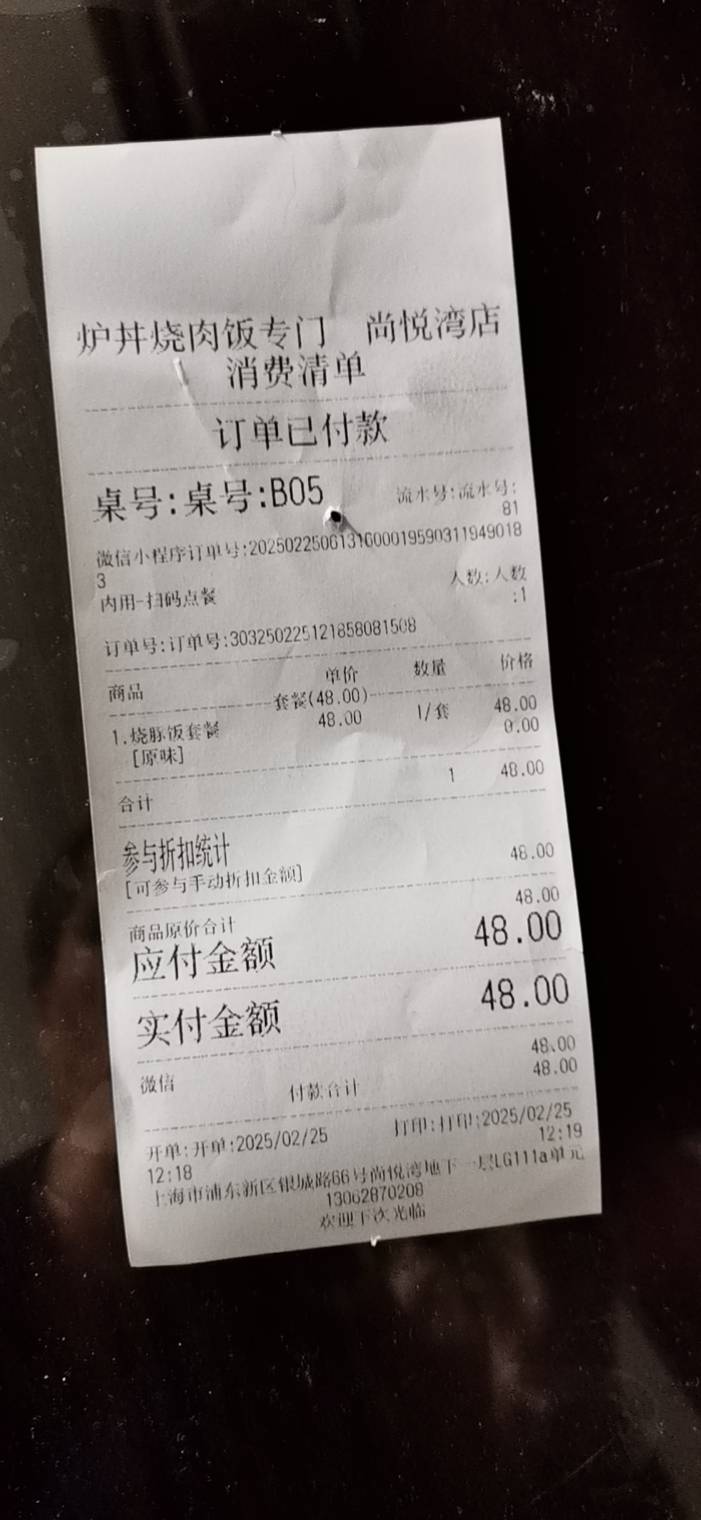 炉丼烧肉饭专门 尚悦湾店
消费清单
订单已付款
桌号:桌号:B05 流水号:流水号:
81
微信小程序订单号:2025022506131600019590311949018
3
内用-扫码点餐 人数:人数
:1
订单号:订单号:303250225121858081508
商品 单价 数量 价格
套餐(48.00)
1.烧豚饭套餐 48.00 1/套 48.00
[原味] 0.00
合计 1 48.00
参与折扣统计
[可参与手动折扣金额] 48.00
商品原价合计 48.00
应付金额 48.00
实付金额 48.00
微信 48.00
付款合计 48.00
开单:开单:2025/02/25 打印:打印:2025/02/25
12:18 12:19
上海市浦东新区银城路66号尚悦湾地下一层LG111a单元
13062870208
欢迎下次光临